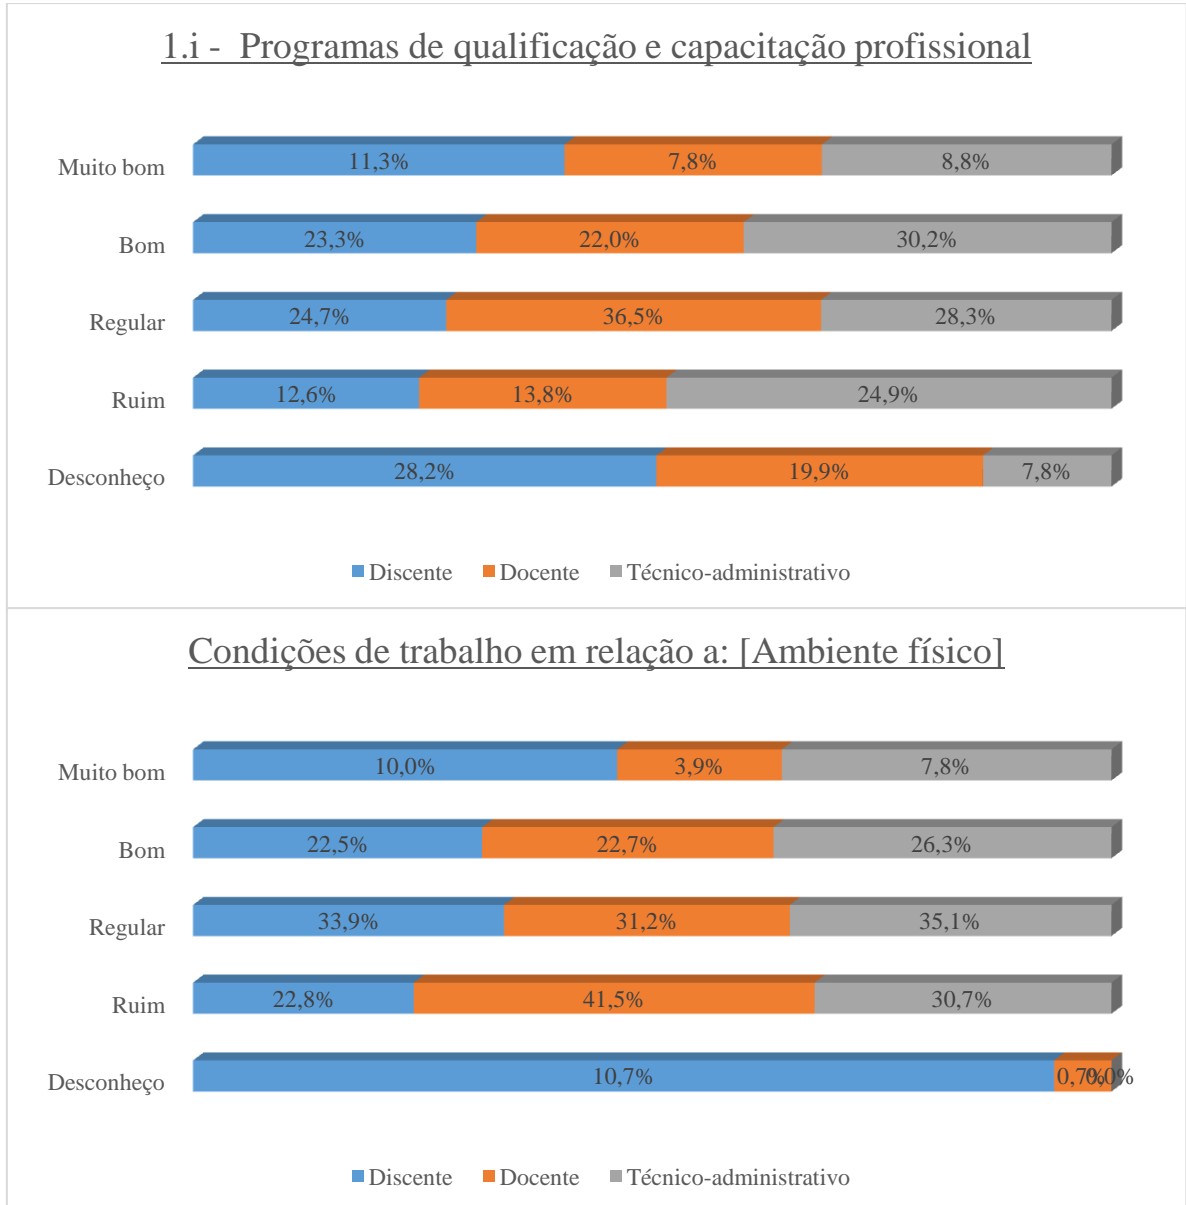 1.i - Programas de qualificação e capacitação profissional
Muito bom 11,3% 7,8% 8,8%
Bom 23,3% 22,0% 30,2%
Regular 24,7% 36,5% 28,3%
Ruim 12,6% 13,8% 24,9%
Desconheço 28,2% 19,9% 7,8%
Discente Docente Técnico-administrativo
Condições de trabalho em relação a: [Ambiente físico]
Muito bom 10,0% 3,9% 7,8%
Bom 22,5% 22,7% 26,3%
Regular 33,9% 31,2% 35,1%
Ruim 22,8% 41,5% 30,7%
Desconheço 10,7% 0,7% 0,0%
Discente Docente Técnico-administrativo